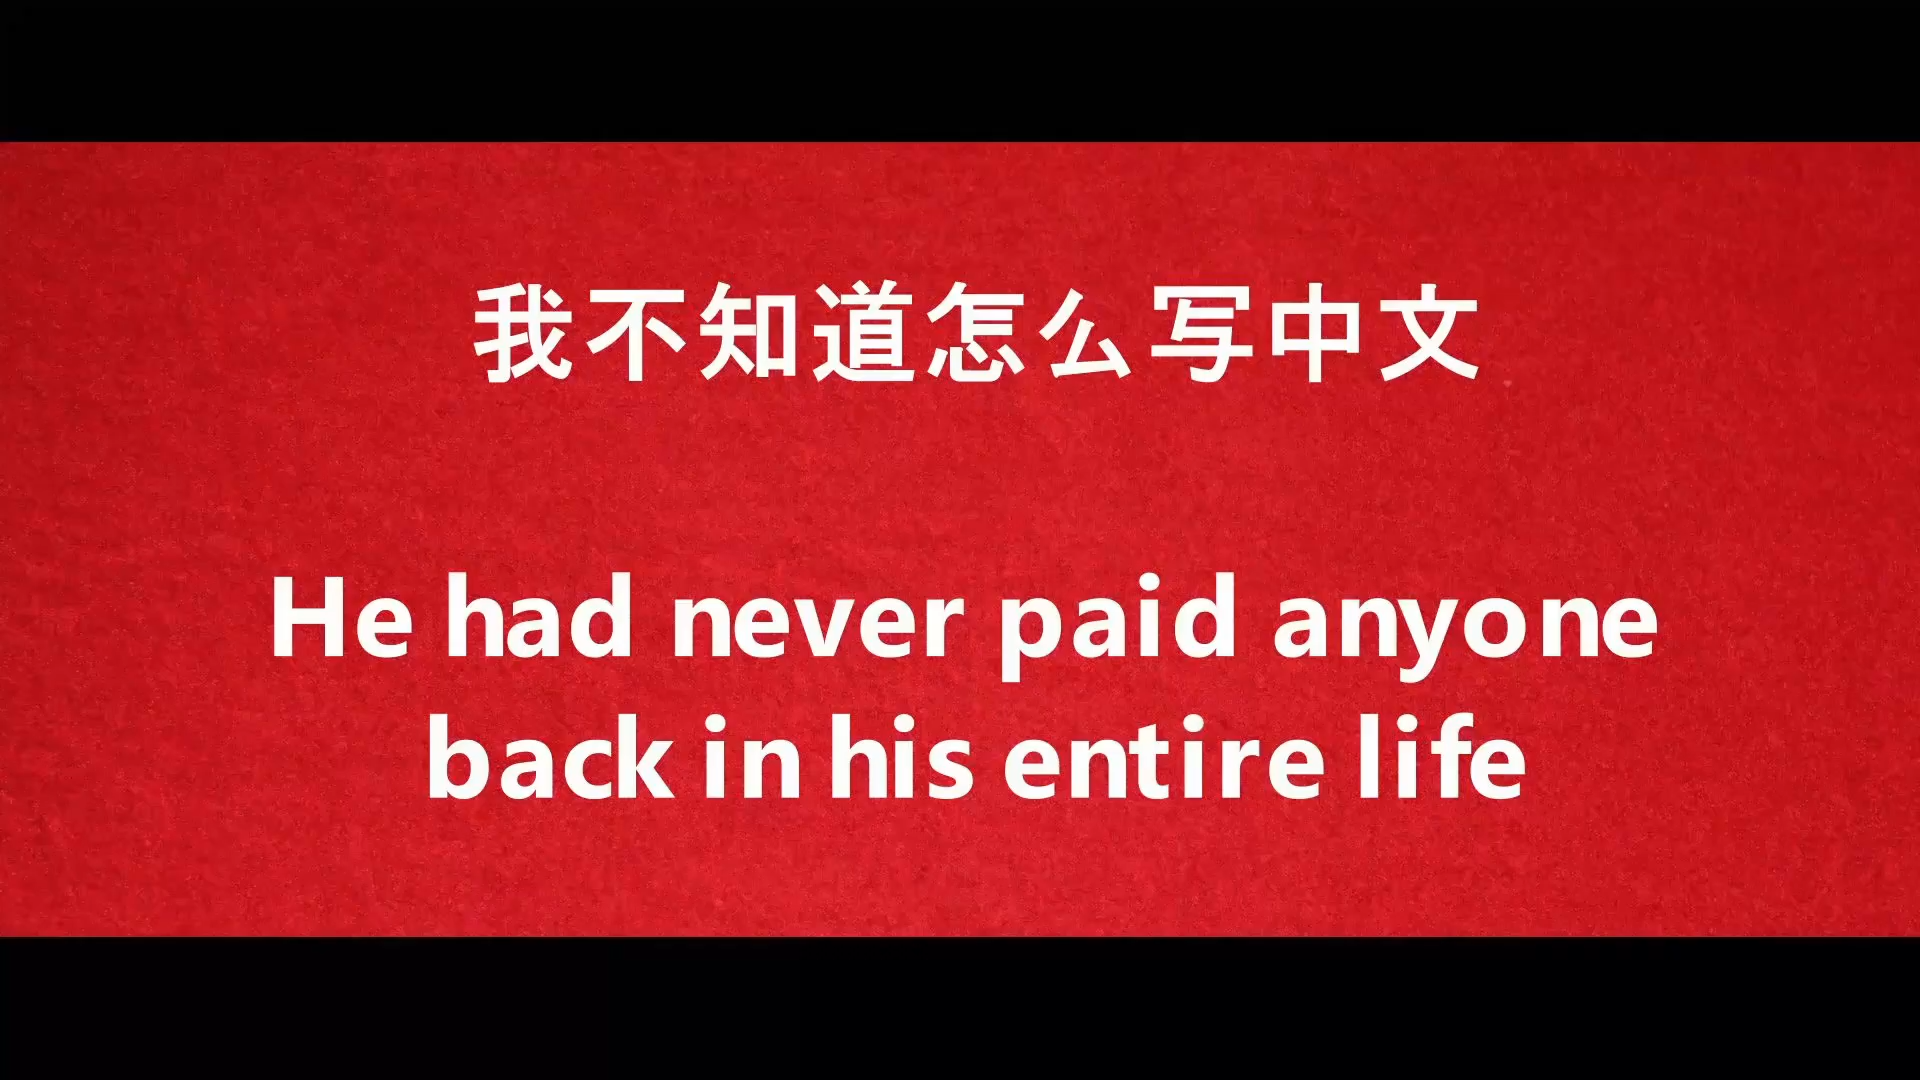 我不知道怎么写中文
He had never paid anyone
back in his entire life